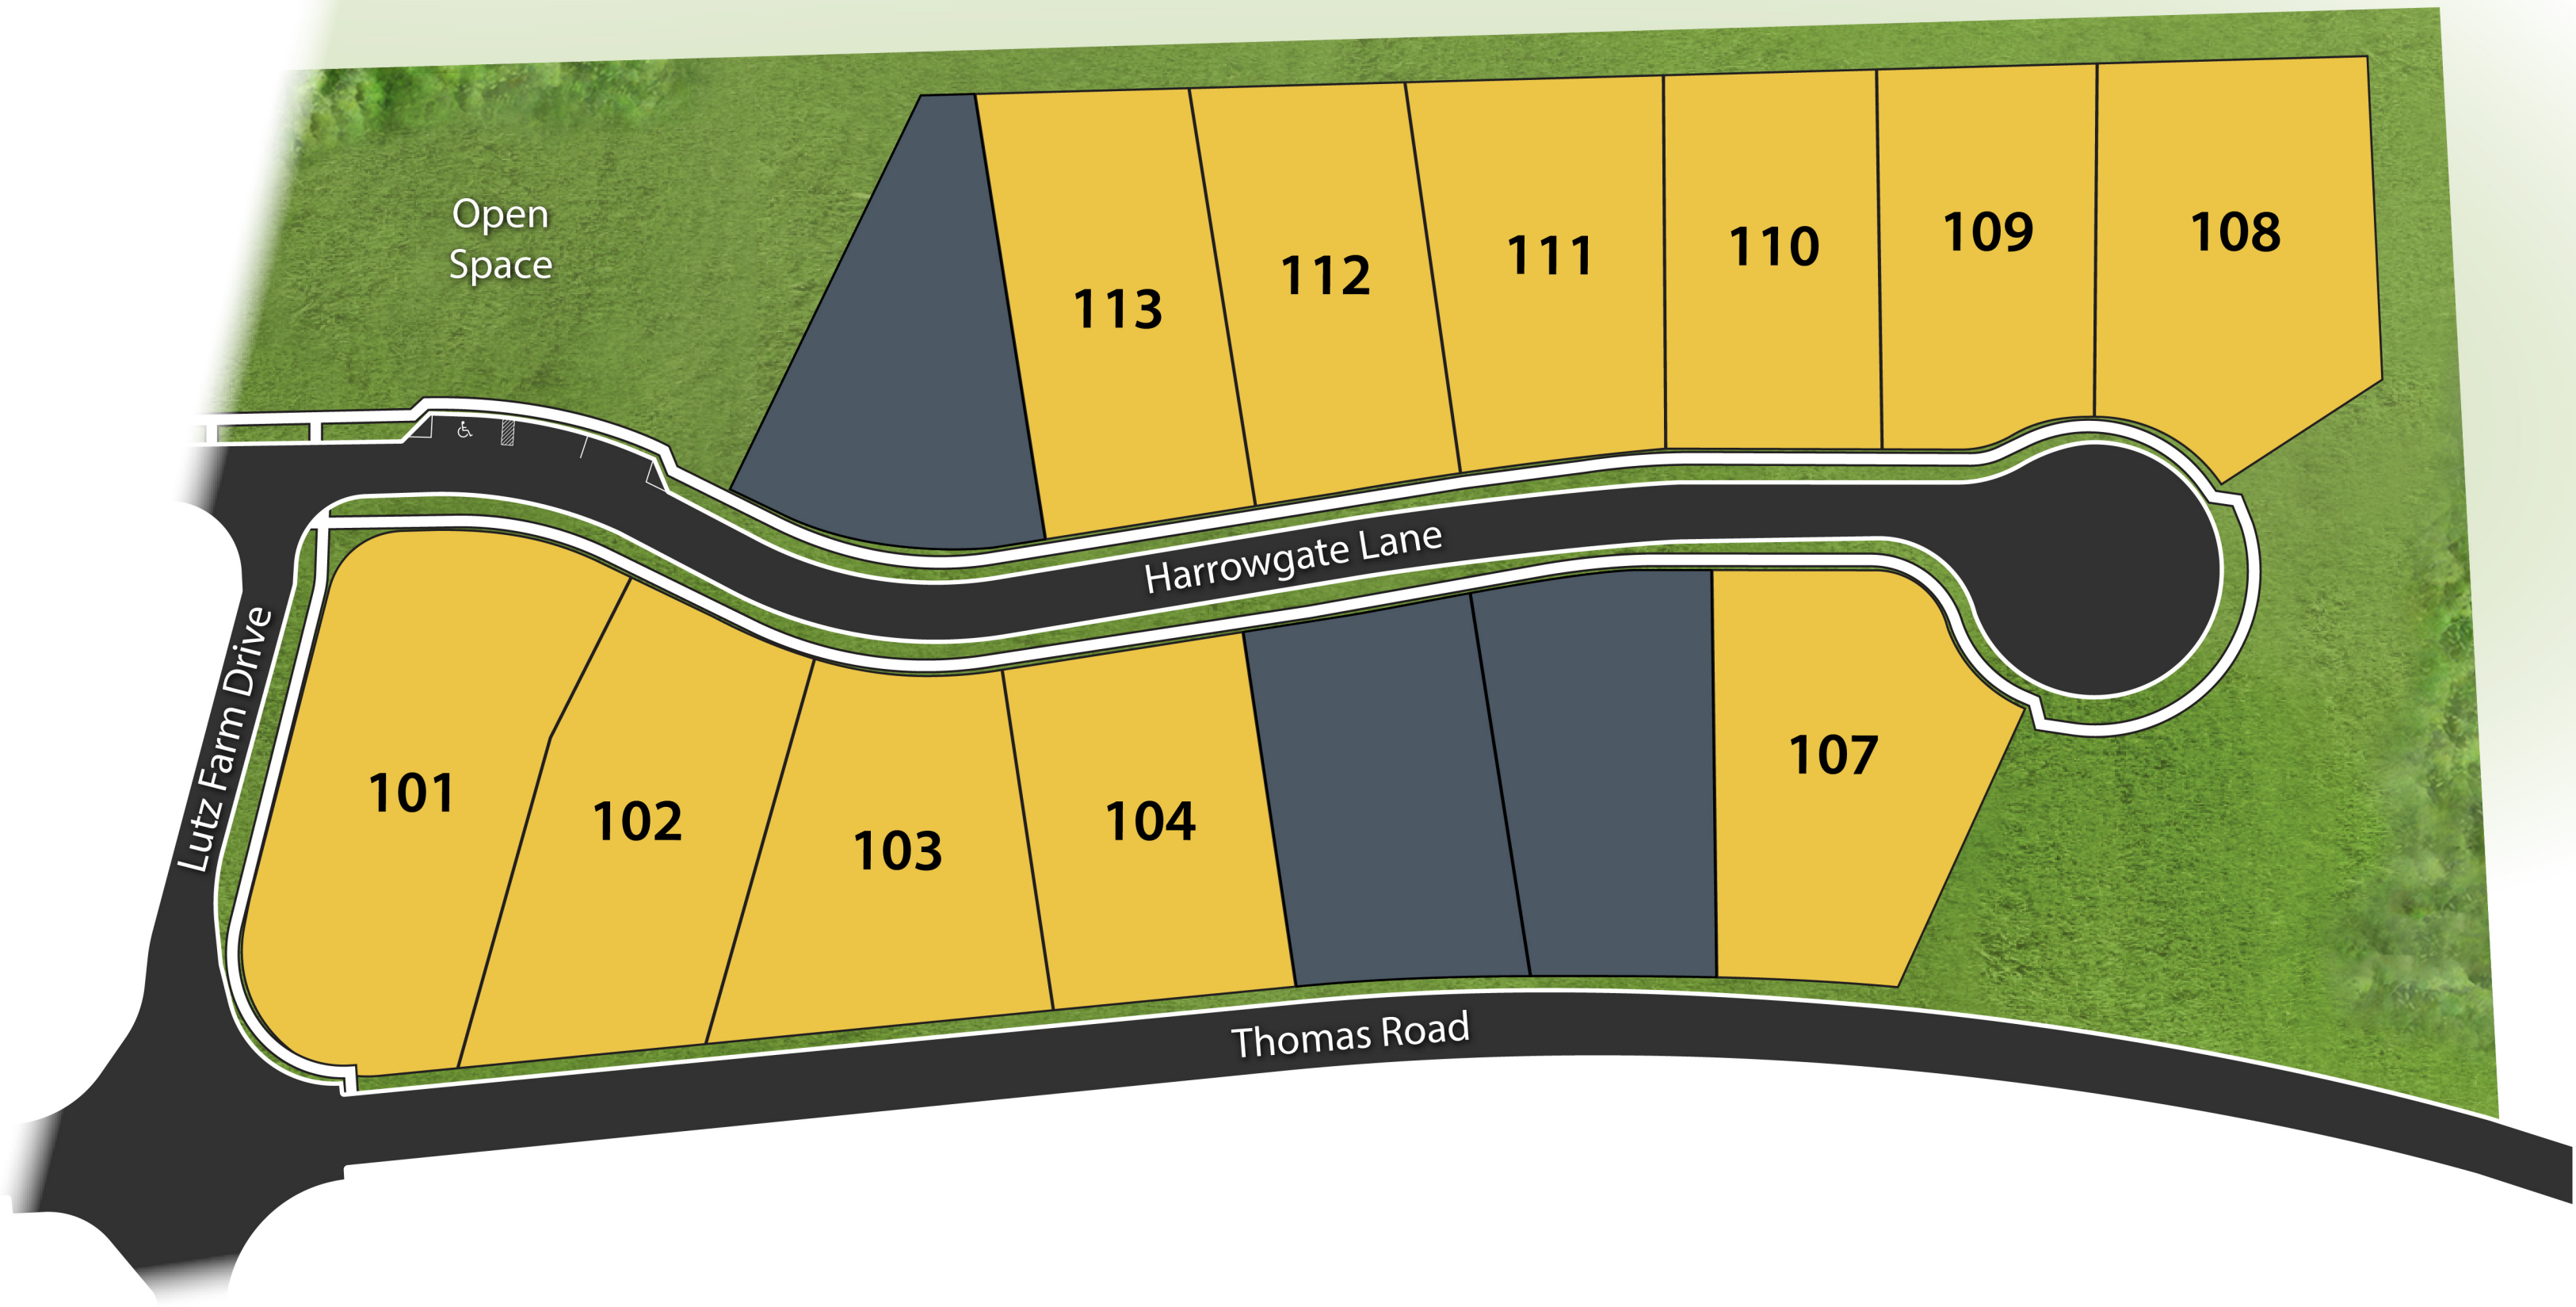 Open
Space
113
112
111
110
109
108
Harrowgate Lane
Lutz Farm Drive
101
102
103
104
107
Thomas Road